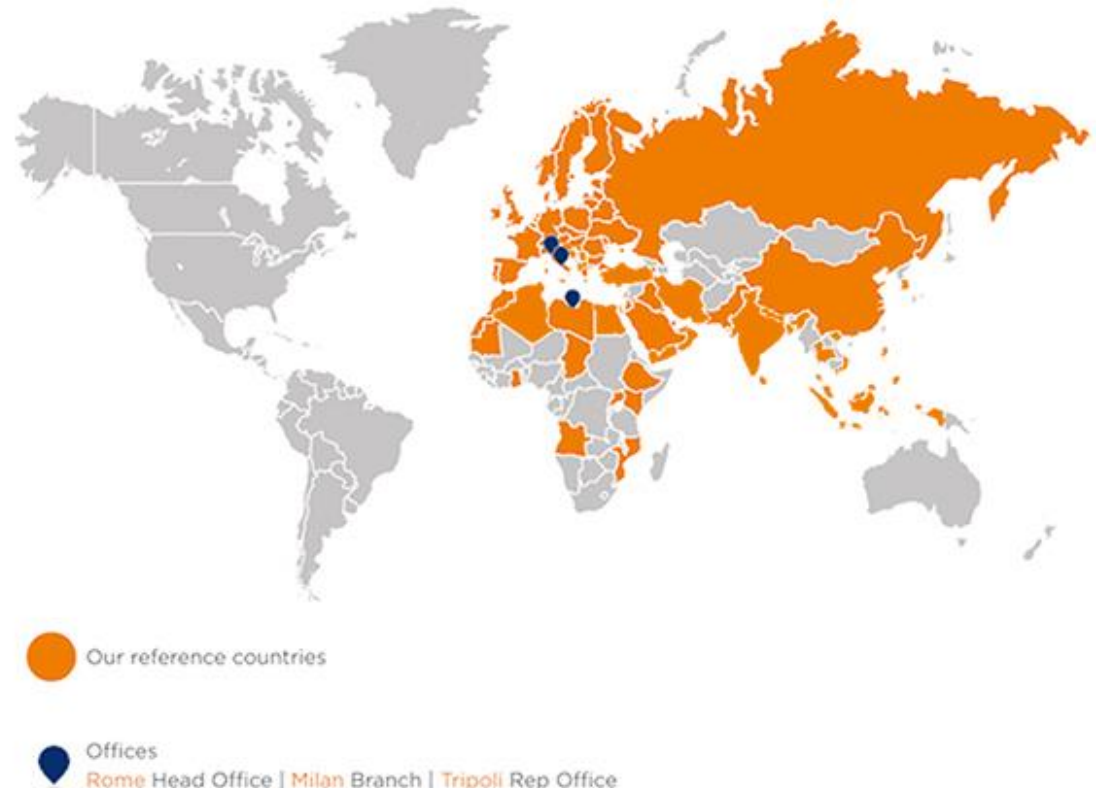 Our reference countries
Offices
Rome Head Office | Milan Branch | Tripoli Rep Office